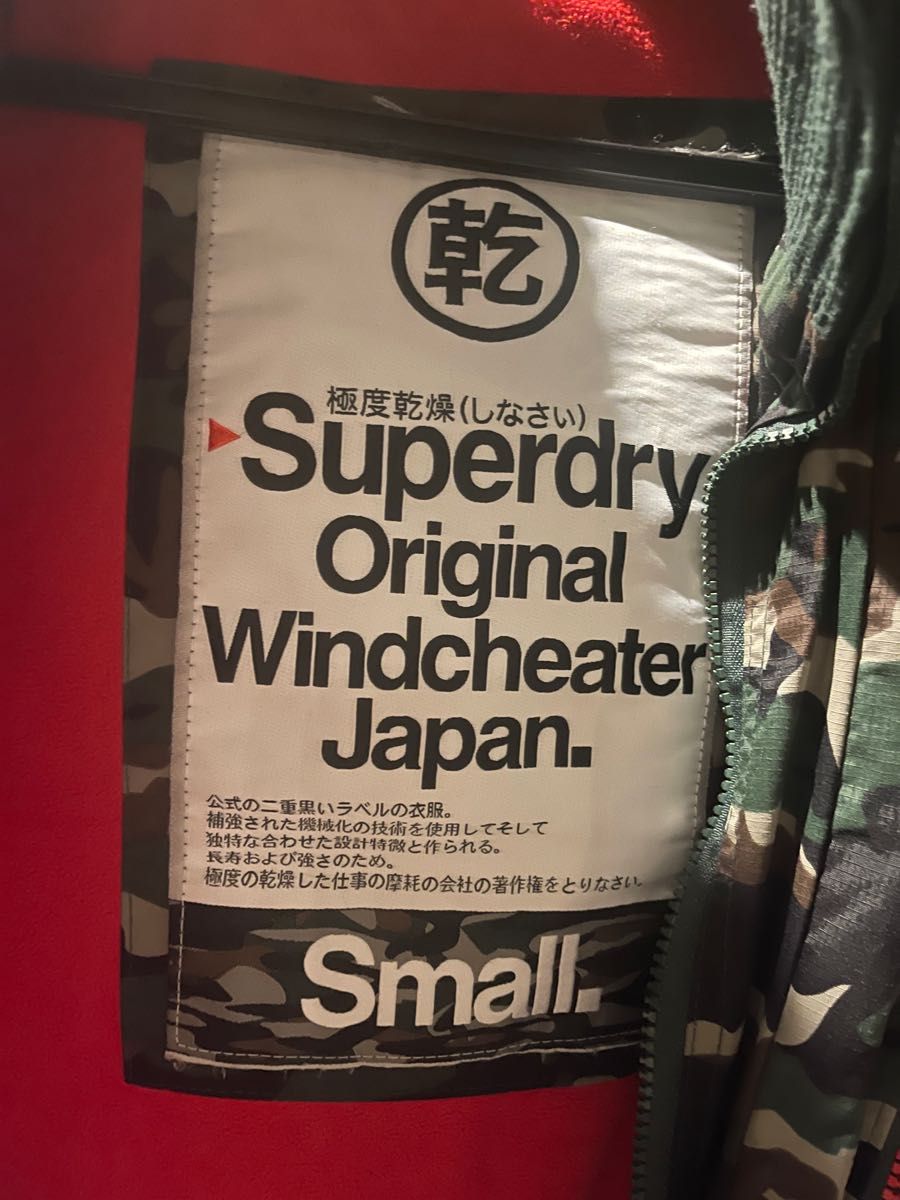 乾
極度乾燥(しなさい)
Superdry
Original
Windcheater
Japan.
公式の二重黒いラベルの衣服。
補強された機械化の技術を使用してそして
独特な合わせた設計特徴と作られる。
長寿および強さのため。
極度の乾燥した仕事の摩耗の会社の著作権をとりなさい。
Small.